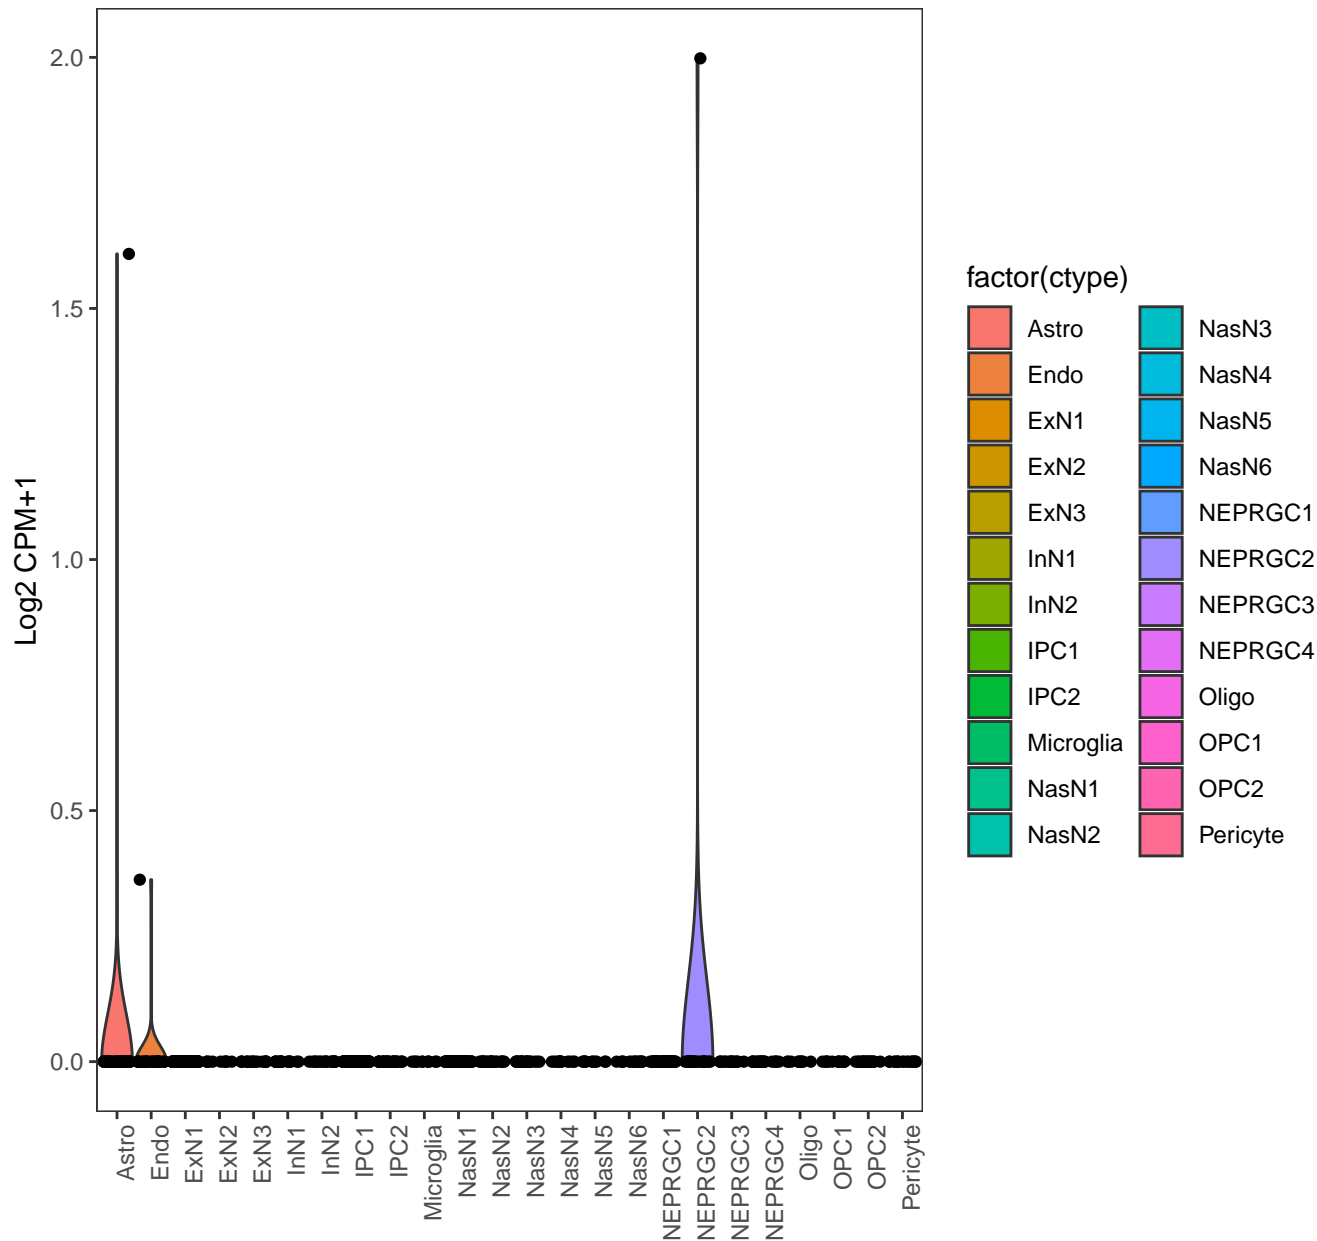 2.0
1.5
1.0
0.5
0.0
Log2 CPM+1
Astro
Endo
ExN1
ExN2
ExN3
InN1
InN2
IPC1
IPC2
Microglia
NasN1
NasN2
NasN3
NasN4
NasN5
NasN6
NEPRGC1
NEPRGC2
NEPRGC3
NEPRGC4
Oligo
OPC1
OPC2
Pericyte
factor(ctype)
Astro
Endo
ExN1
ExN2
ExN3
InN1
InN2
IPC1
IPC2
Microglia
NasN1
NasN2
NasN3
NasN4
NasN5
NasN6
NEPRGC1
NEPRGC2
NEPRGC3
NEPRGC4
Oligo
OPC1
OPC2
Pericyte